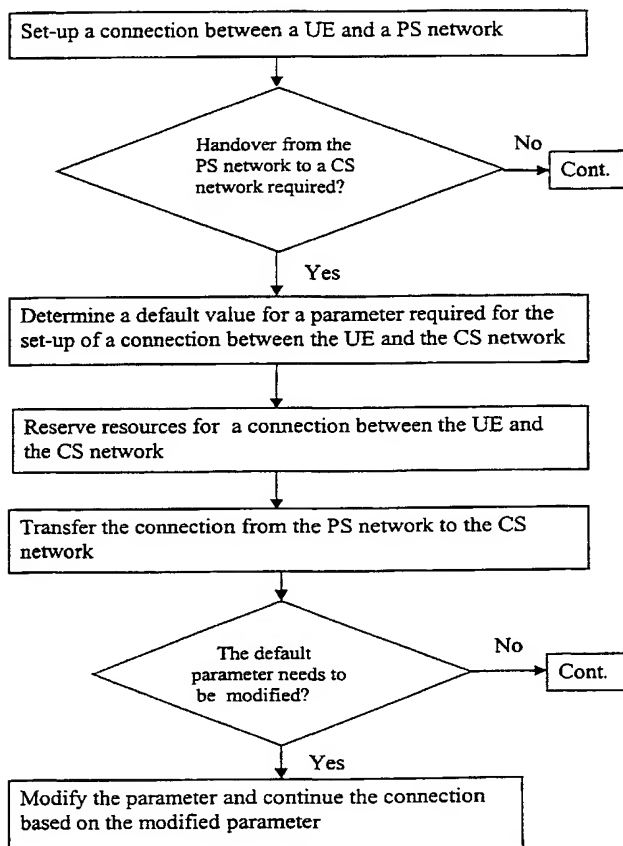 Set-up a connection between a UE and a PS network
Handover from the
PS network to a CS
network required?
No
Cont.
Yes
Determine a default value for a parameter required for the
set-up of a connection between the UE and the CS network
Reserve resources for a connection between the UE and
the CS network
Transfer the connection from the PS network to the CS
network
The default
parameter needs to
be modified?
No
Cont.
Yes
Modify the parameter and continue the connection
based on the modified parameter